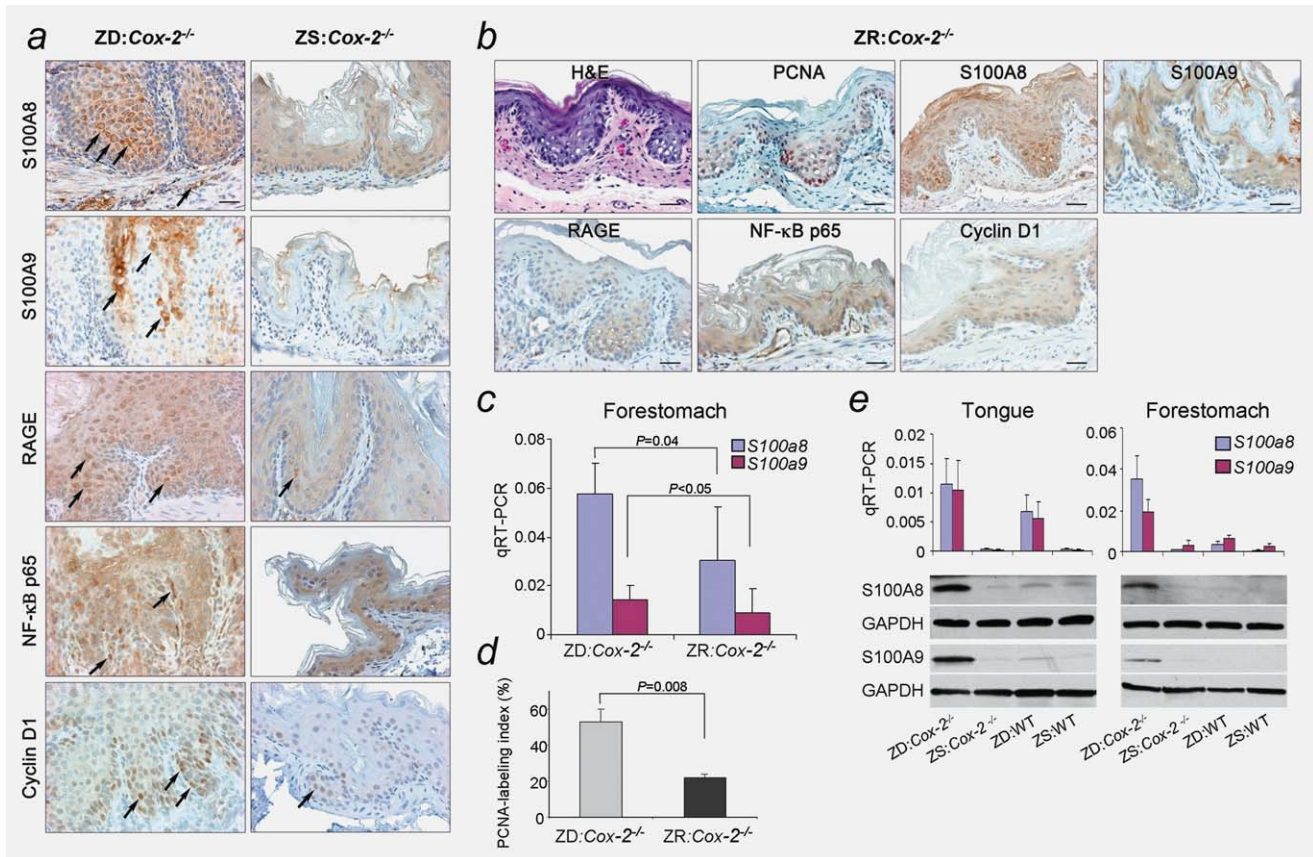 a
ZD:Cox-2-/-
ZS:Cox-2-/-
S100A8
S100A9
RAGE
NF-κB p65
Cyclin D1
b
ZR:Cox-2-/-
H&E
PCNA
S100A8
S100A9
RAGE
NF-κB p65
Cyclin D1
c
Forestomach
qRT-PCR
0.08
0.06
0.04
0.02
0
P=0.04
P<0.05
S100a8
S100a9
ZD:Cox-2-/-
ZR:Cox-2-/-
d
PCNA-labeling index (%)
60
40
20
0
P=0.008
ZD:Cox-2-/-
ZR:Cox-2-/-
e
Tongue
qRT-PCR
0.02
0.015
0.01
0.005
0
Forestomach
0.06
0.04
0.02
0
S100a8
S100a9
S100A8
GAPDH
S100A9
GAPDH
ZD:Cox-2-/-
ZS:Cox-2-/-
ZD:WT
ZS:WT
ZD:Cox-2-/-
ZS:Cox-2-/-
ZD:WT
ZS:WT